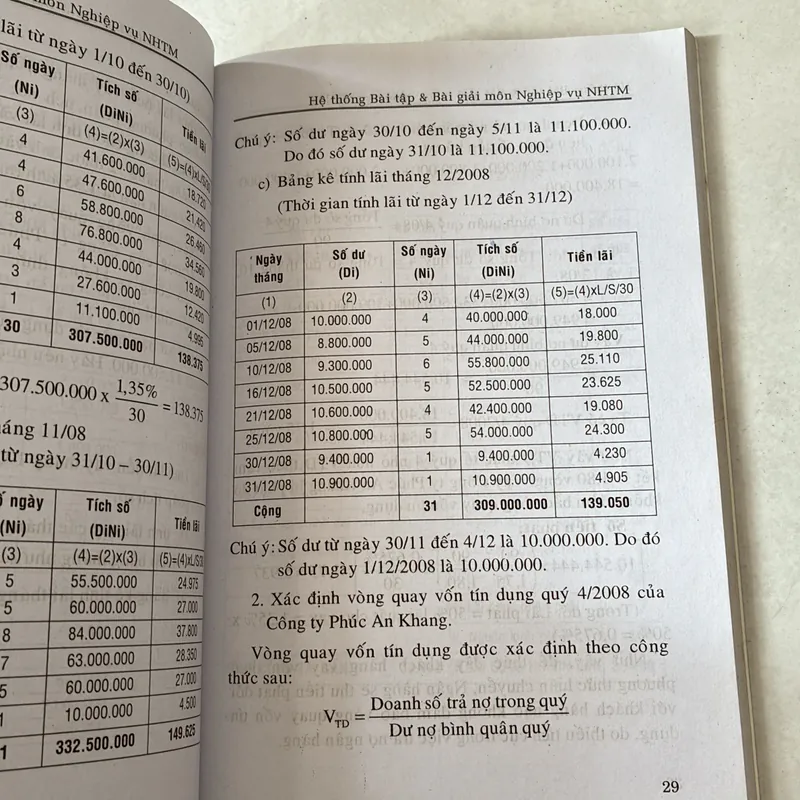 môn Nghiệp vụ NHTM
lãi từ ngày 1/10 đến 30/10)
Số ngày (Ni) | Tích số (DiNi) | Tiền lãi
(3) | (4)=(2)x(3) | (5)=(4)xL/S/30
4 | 41.600.000 | 18.720
4 | 47.600.000 | 21.420
6 | 58.800.000 | 26.460
8 | 76.800.000 | 34.560
4 | 44.000.000 | 19.800
3 | 27.600.000 | 12.420
1 | 11.100.000 | 4.995
30 | 307.500.000 | 138.375
307.500.000 x 1,35% / 30 = 138.375
háng 11/08
từ ngày 31/10 – 30/11)
ố ngày (Ni) | Tích số (DiNi) | Tiền lãi
(3) | (4)=(2)x(3) | (5)=(4)xL/S/30
5 | 55.500.000 | 24.975
5 | 60.000.000 | 27.000
8 | 84.000.000 | 37.800
7 | 63.000.000 | 28.350
5 | 60.000.000 | 27.000
1 | 10.000.000 | 4.500
1 | 332.500.000 | 149.625
Hệ thống Bài tập & Bài giải môn Nghiệp vụ NHTM
Chú ý: Số dư ngày 30/10 đến ngày 5/11 là 11.100.000.
Do đó số dư ngày 31/10 là 11.100.000.
c) Bảng kê tính lãi tháng 12/2008
(Thời gian tính lãi từ ngày 1/12 đến 31/12)
Ngày tháng | Số dư (Di) | Số ngày (Ni) | Tích số (DiNi) | Tiền lãi
(1) | (2) | (3) | (4)=(2)x(3) | (5)=(4)xL/S/30
01/12/08 | 10.000.000 | 4 | 40.000.000 | 18.000
05/12/08 | 8.800.000 | 5 | 44.000.000 | 19.800
10/12/08 | 9.300.000 | 6 | 55.800.000 | 25.110
16/12/08 | 10.500.000 | 5 | 52.500.000 | 23.625
21/12/08 | 10.600.000 | 4 | 42.400.000 | 19.080
25/12/08 | 10.800.000 | 5 | 54.000.000 | 24.300
30/12/08 | 9.400.000 | 1 | 9.400.000 | 4.230
31/12/08 | 10.900.000 | 1 | 10.900.000 | 4.905
Cộng | | 31 | 309.000.000 | 139.050
Chú ý: Số dư từ ngày 30/11 đến 4/12 là 10.000.000. Do đó
số dư ngày 1/12/2008 là 10.000.000.
2. Xác định vòng quay vốn tín dụng quý 4/2008 của
Công ty Phúc An Khang.
Vòng quay vốn tín dụng được xác định theo công
thức sau:
V_TD = Doanh số trả nợ trong quý / Dư nợ bình quân quý
29